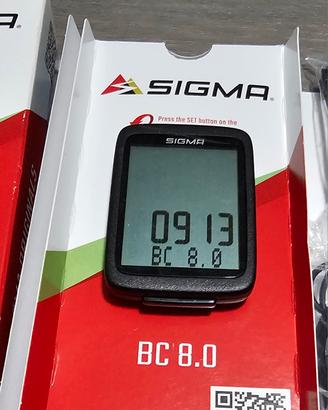 SIGMA
Press the SET button on the
SIGMA
0913
BC 8.0
BC 8.0